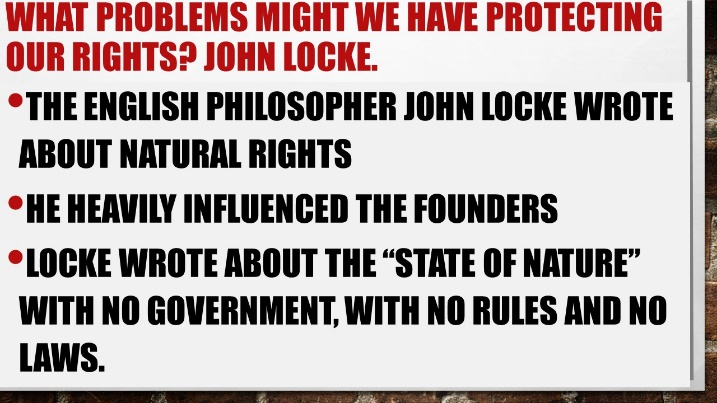 WHAT PROBLEMS MIGHT WE HAVE PROTECTING
OUR RIGHTS? JOHN LOCKE.
•THE ENGLISH PHILOSOPHER JOHN LOCKE WROTE
ABOUT NATURAL RIGHTS
•HE HEAVILY INFLUENCED THE FOUNDERS
•LOCKE WROTE ABOUT THE “STATE OF NATURE”
WITH NO GOVERNMENT, WITH NO RULES AND NO
LAWS.